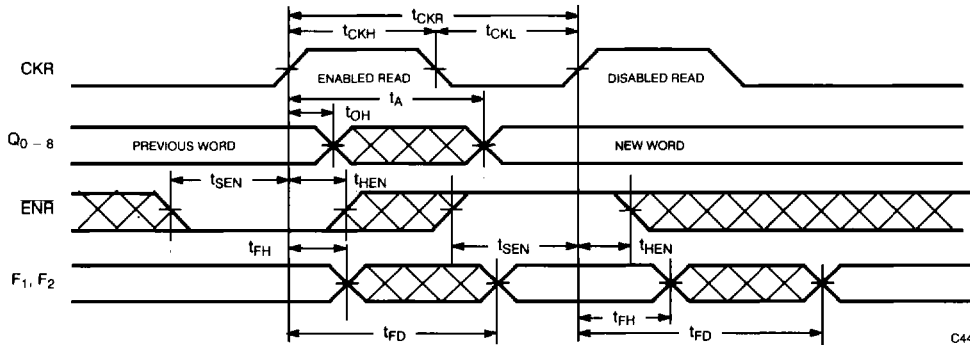 tCKR
tCKH
tCKL
CKR
ENABLED READ
DISABLED READ
tA
tOH
Q0 – 8
PREVIOUS WORD
NEW WORD
tSEN
tHEN
ENR
tFH
tSEN
tHEN
F1, F2
tFH
tFD
tFD
C44